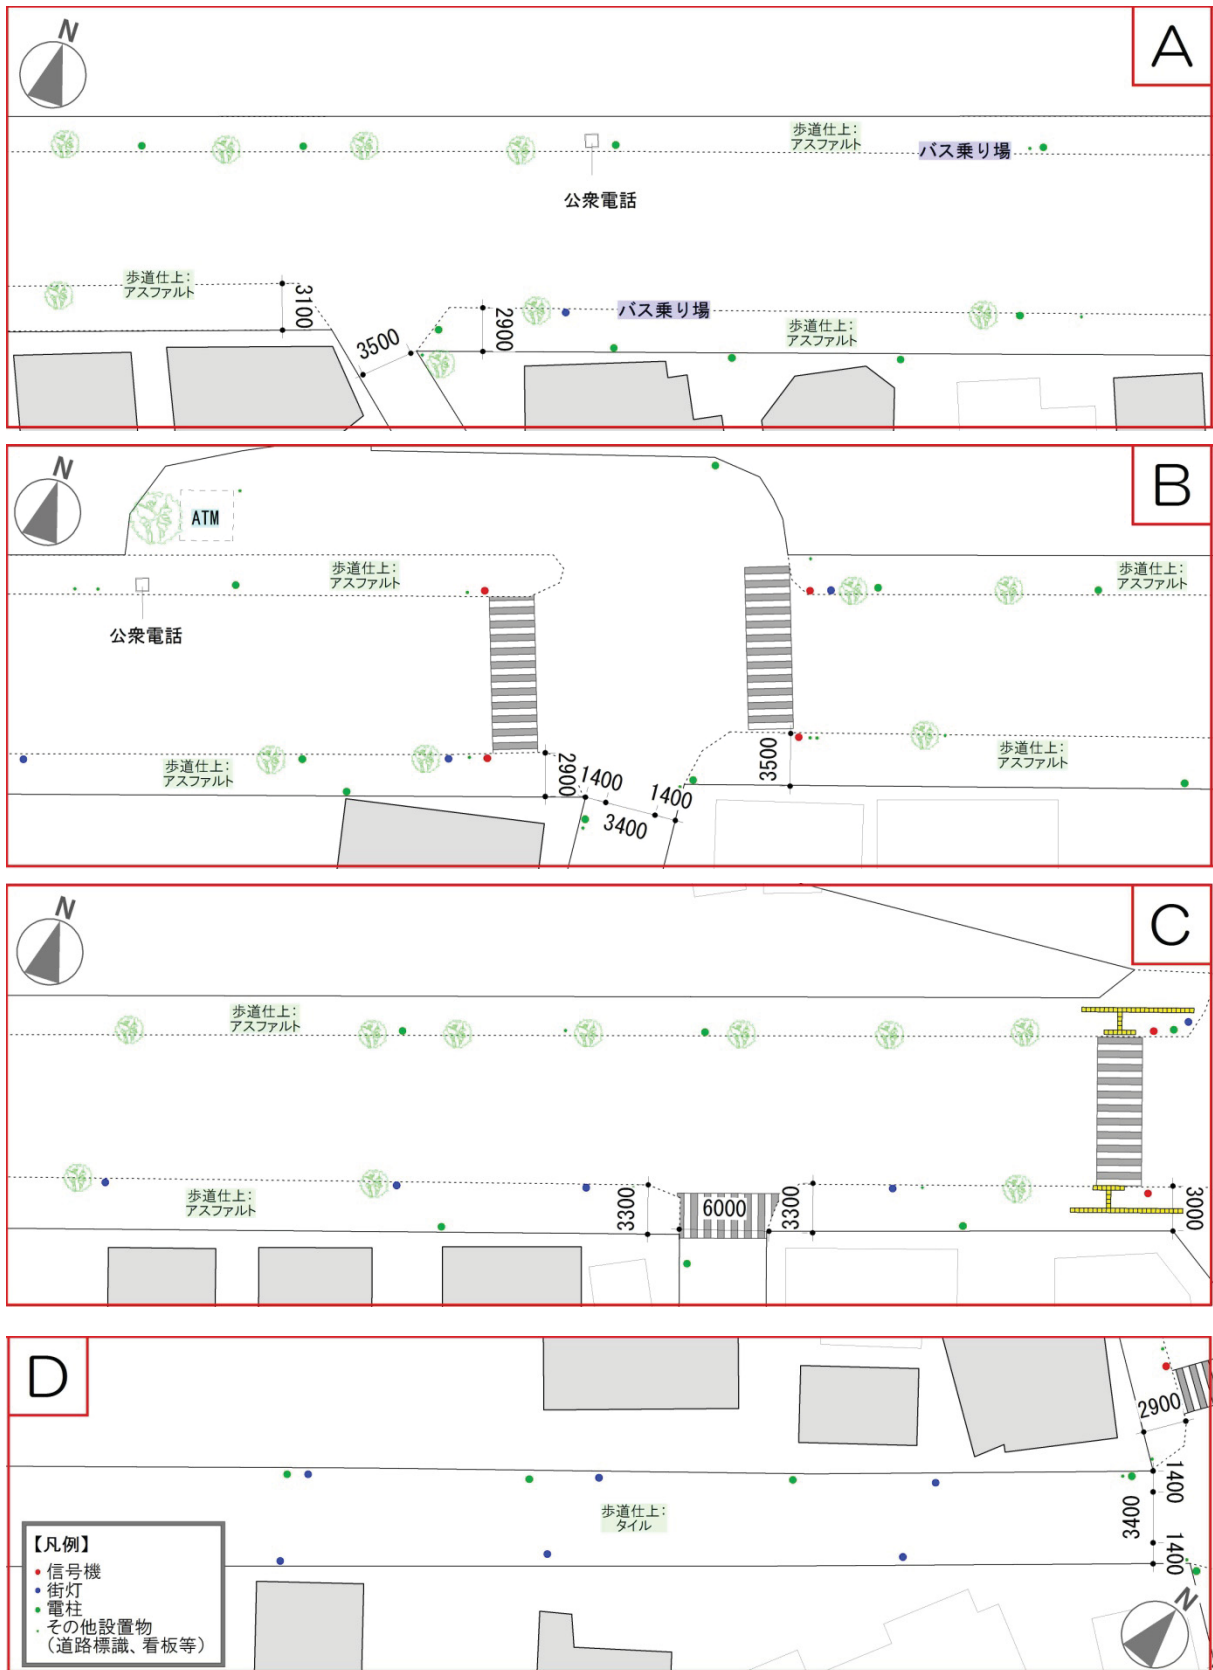 N
A
歩道仕上:
アスファルト
バス乗り場
公衆電話
歩道仕上:
アスファルト
3100
3500
2900
バス乗り場
歩道仕上:
アスファルト
N
B
ATM
歩道仕上:
アスファルト
歩道仕上:
アスファルト
公衆電話
歩道仕上:
アスファルト
2900
1400
3400
1400
3500
歩道仕上:
アスファルト
N
C
歩道仕上:
アスファルト
歩道仕上:
アスファルト
3300
6000
3300
3000
D
2900
1400
3400
1400
歩道仕上:
タイル
【凡例】
信号機
街灯
電柱
その他設置物
(道路標識、看板等)
N